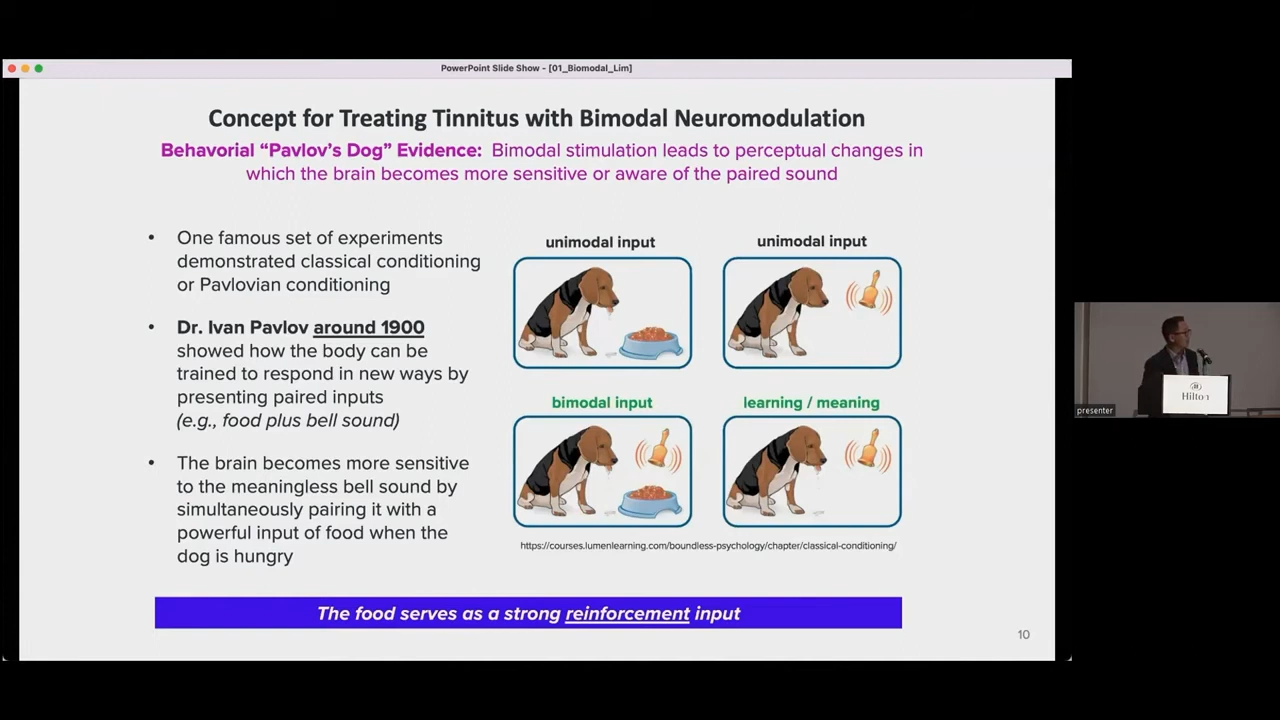 PowerPoint Slide Show - [01_Biomodal_Lim]
Concept for Treating Tinnitus with Bimodal Neuromodulation
Behavorial “Pavlov’s Dog” Evidence: Bimodal stimulation leads to perceptual changes in
which the brain becomes more sensitive or aware of the paired sound
• One famous set of experiments
demonstrated classical conditioning
or Pavlovian conditioning
• Dr. Ivan Pavlov around 1900
showed how the body can be
trained to respond in new ways by
presenting paired inputs
(e.g., food plus bell sound)
• The brain becomes more sensitive
to the meaningless bell sound by
simultaneously pairing it with a
powerful input of food when the
dog is hungry
unimodal input
unimodal input
bimodal input
learning / meaning
https://courses.lumenlearning.com/boundless-psychology/chapter/classical-conditioning/
The food serves as a strong reinforcement input
10
Hilton
presenter